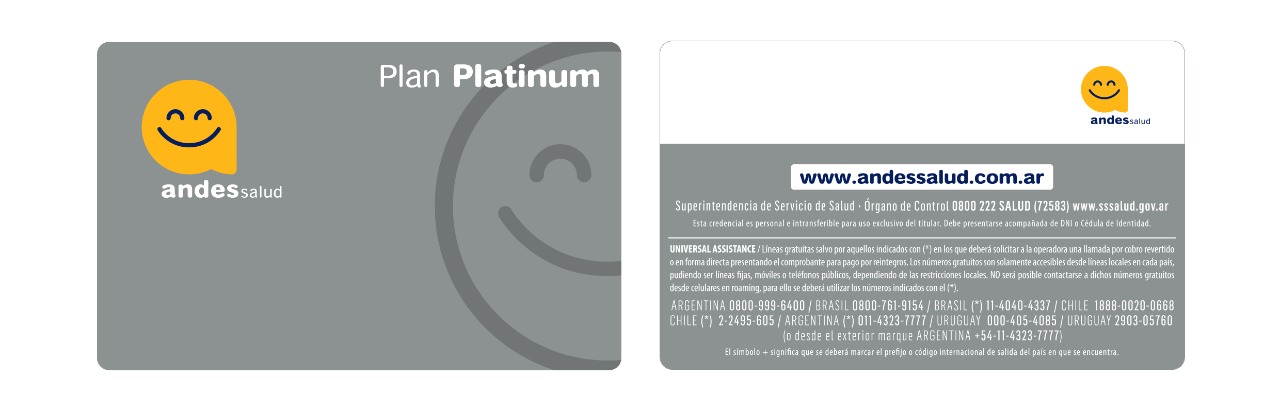 Plan Platinum
andessalud
andessalud
www.andessalud.com.ar
Superintendencia de Servicio de Salud · Órgano de Control 0800 222 SALUD (72583) www.sssalud.gov.ar
Esta credencial es personal e intransferible para uso exclusivo del titular. Debe presentarse acompañada de DNI o Cédula de Identidad.
UNIVERSAL ASSISTANCE / Líneas gratuitas salvo por aquellos indicados con (*) en los que deberá solicitar a la operadora una llamada por cobro revertido
o en forma directa presentando el comprobante para pago por reintegros. Los números gratuitos son solamente accesibles desde líneas locales en cada país,
pudiendo ser líneas fijas, móviles o teléfonos públicos, dependiendo de las restricciones locales. NO será posible contactarse a dichos números gratuitos
desde celulares en roaming, para ello se deberá utilizar los números indicados con el (*).
ARGENTINA 0800-999-6400 / BRASIL 0800-761-9154 / BRASIL (*) 11-4040-4337 / CHILE 1888-0020-0668
CHILE (*) 2-2495-605 / ARGENTINA (*) 011-4323-7777 / URUGUAY 000-405-4085 / URUGUAY 2903-05760
(o desde el exterior marque ARGENTINA +54-11-4323-7777)
El símbolo + significa que se deberá marcar el prefijo o código internacional de salida del país en que se encuentra.